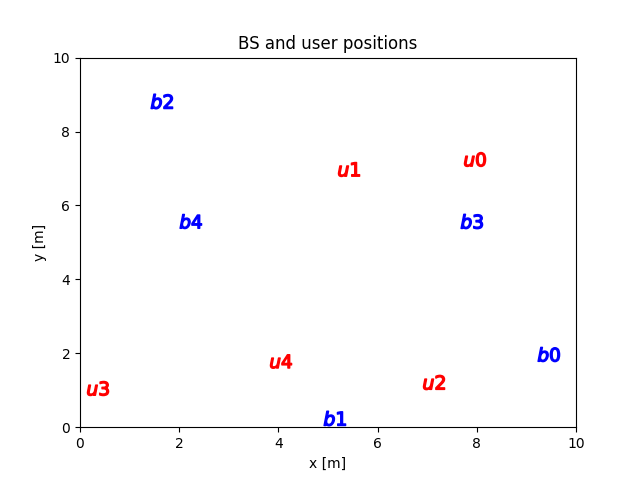 BS and user positions
10
b2
8
u1
u0
6
b4
b3
y [m]
4
2
b0
u4
u2
u3
b1
0
0 2 4 6 8 10
x [m]